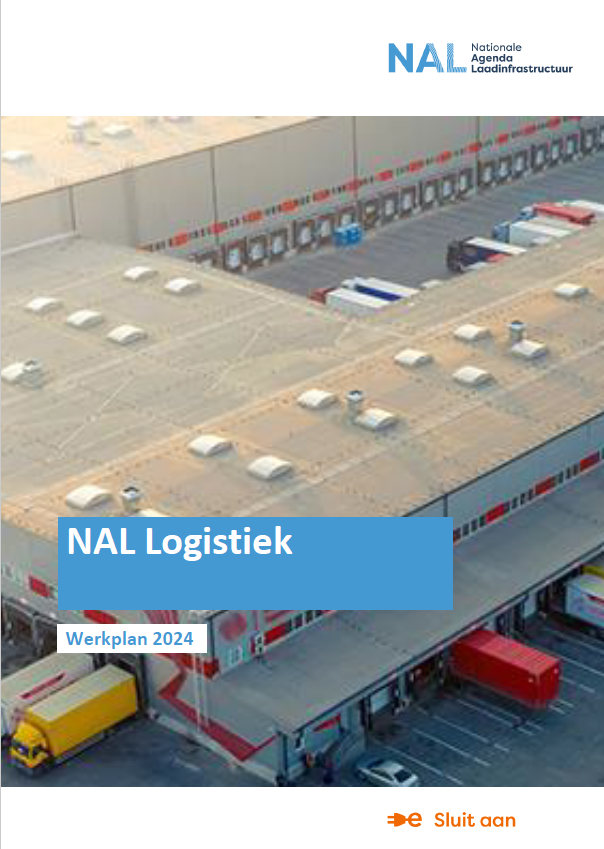 NAL
Nationale
Agenda
Laadinfrastructuur
NAL Logistiek
Werkplan 2024
Sluit aan